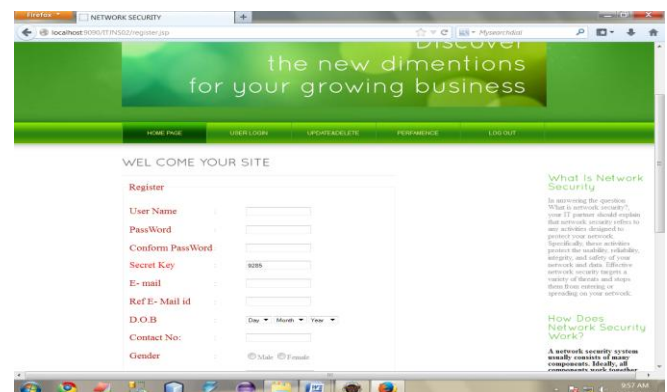 Firefox
NETWORK SECURITY
localhost:9090/ITJNS02/register.jsp
Mysearchdial
Discover
the new dimentions
for your growing business
HOME PAGE
USER LOGIN
UPDATE&DELETE
PERFAMENCE
LOG OUT
WEL COME YOUR SITE
Register
User Name
PassWord
Conform PassWord
Secret Key
9285
E- mail
Ref E- Mail id
D.O.B
Day Month Year
Contact No:
Gender
Male Female
What Is Network
Security
In answering the question
What is network security?,
your IT partner should explain
that network security refers to
any activities designed to
protect your network.
Specifically, these activities
protect the usability, reliability,
integrity, and safety of your
network and data. Effective
network security targets a
variety of threats and stops
them from entering or
spreading on your network.
How Does
Network Security
Work?
A network security system
usually consists of many
components. Ideally, all
components work together
9:57 AM